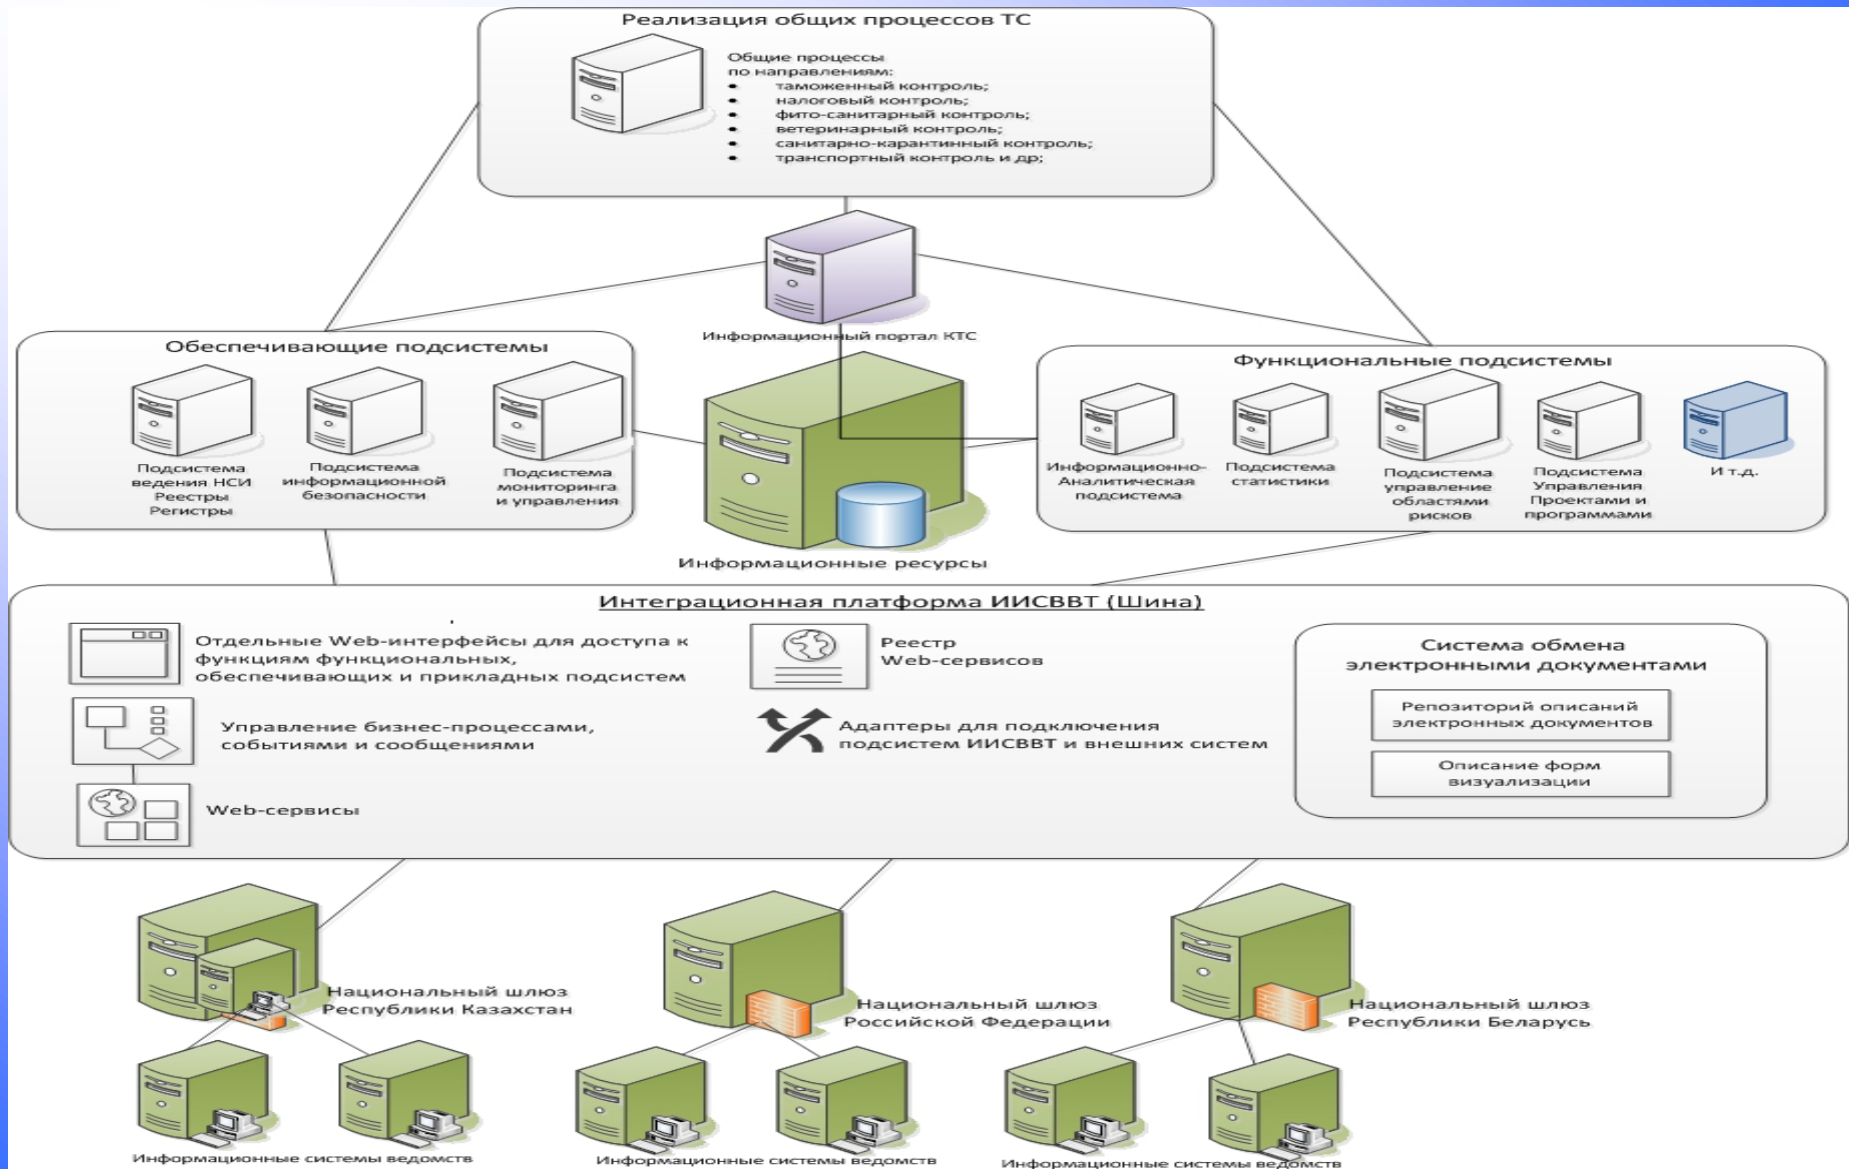 Реализация общих процессов ТС
Общие процессы
по направлениям:
• таможенный контроль;
• налоговый контроль;
• фито-санитарный контроль;
• ветеринарный контроль;
• санитарно-карантинный контроль;
• транспортный контроль и др;
Информационный портал КТС
Обеспечивающие подсистемы
Подсистема
ведения НСИ
Реестры
Регистры
Подсистема
информационной
безопасности
Подсистема
мониторинга
и управления
Информационные ресурсы
Функциональные подсистемы
Информационно-
Аналитическая
подсистема
Подсистема
статистики
Подсистема
управление
областями
рисков
Подсистема
Управления
Проектами и
программами
И т.д.
Интеграционная платформа ИИСВВТ (Шина)
Отдельные Web-интерфейсы для доступа к
функциям функциональных,
обеспечивающих и прикладных подсистем
Управление бизнес-процессами,
событиями и сообщениями
Web-сервисы
Реестр
Web-сервисов
Адаптеры для подключения
подсистем ИИСВВТ и внешних систем
Система обмена
электронными документами
Репозиторий описаний
электронных документов
Описание форм
визуализации
Национальный шлюз
Республики Казахстан
Национальный шлюз
Российской Федерации
Национальный шлюз
Республики Беларусь
Информационные системы ведомств
Информационные системы ведомств
Информационные системы ведомств